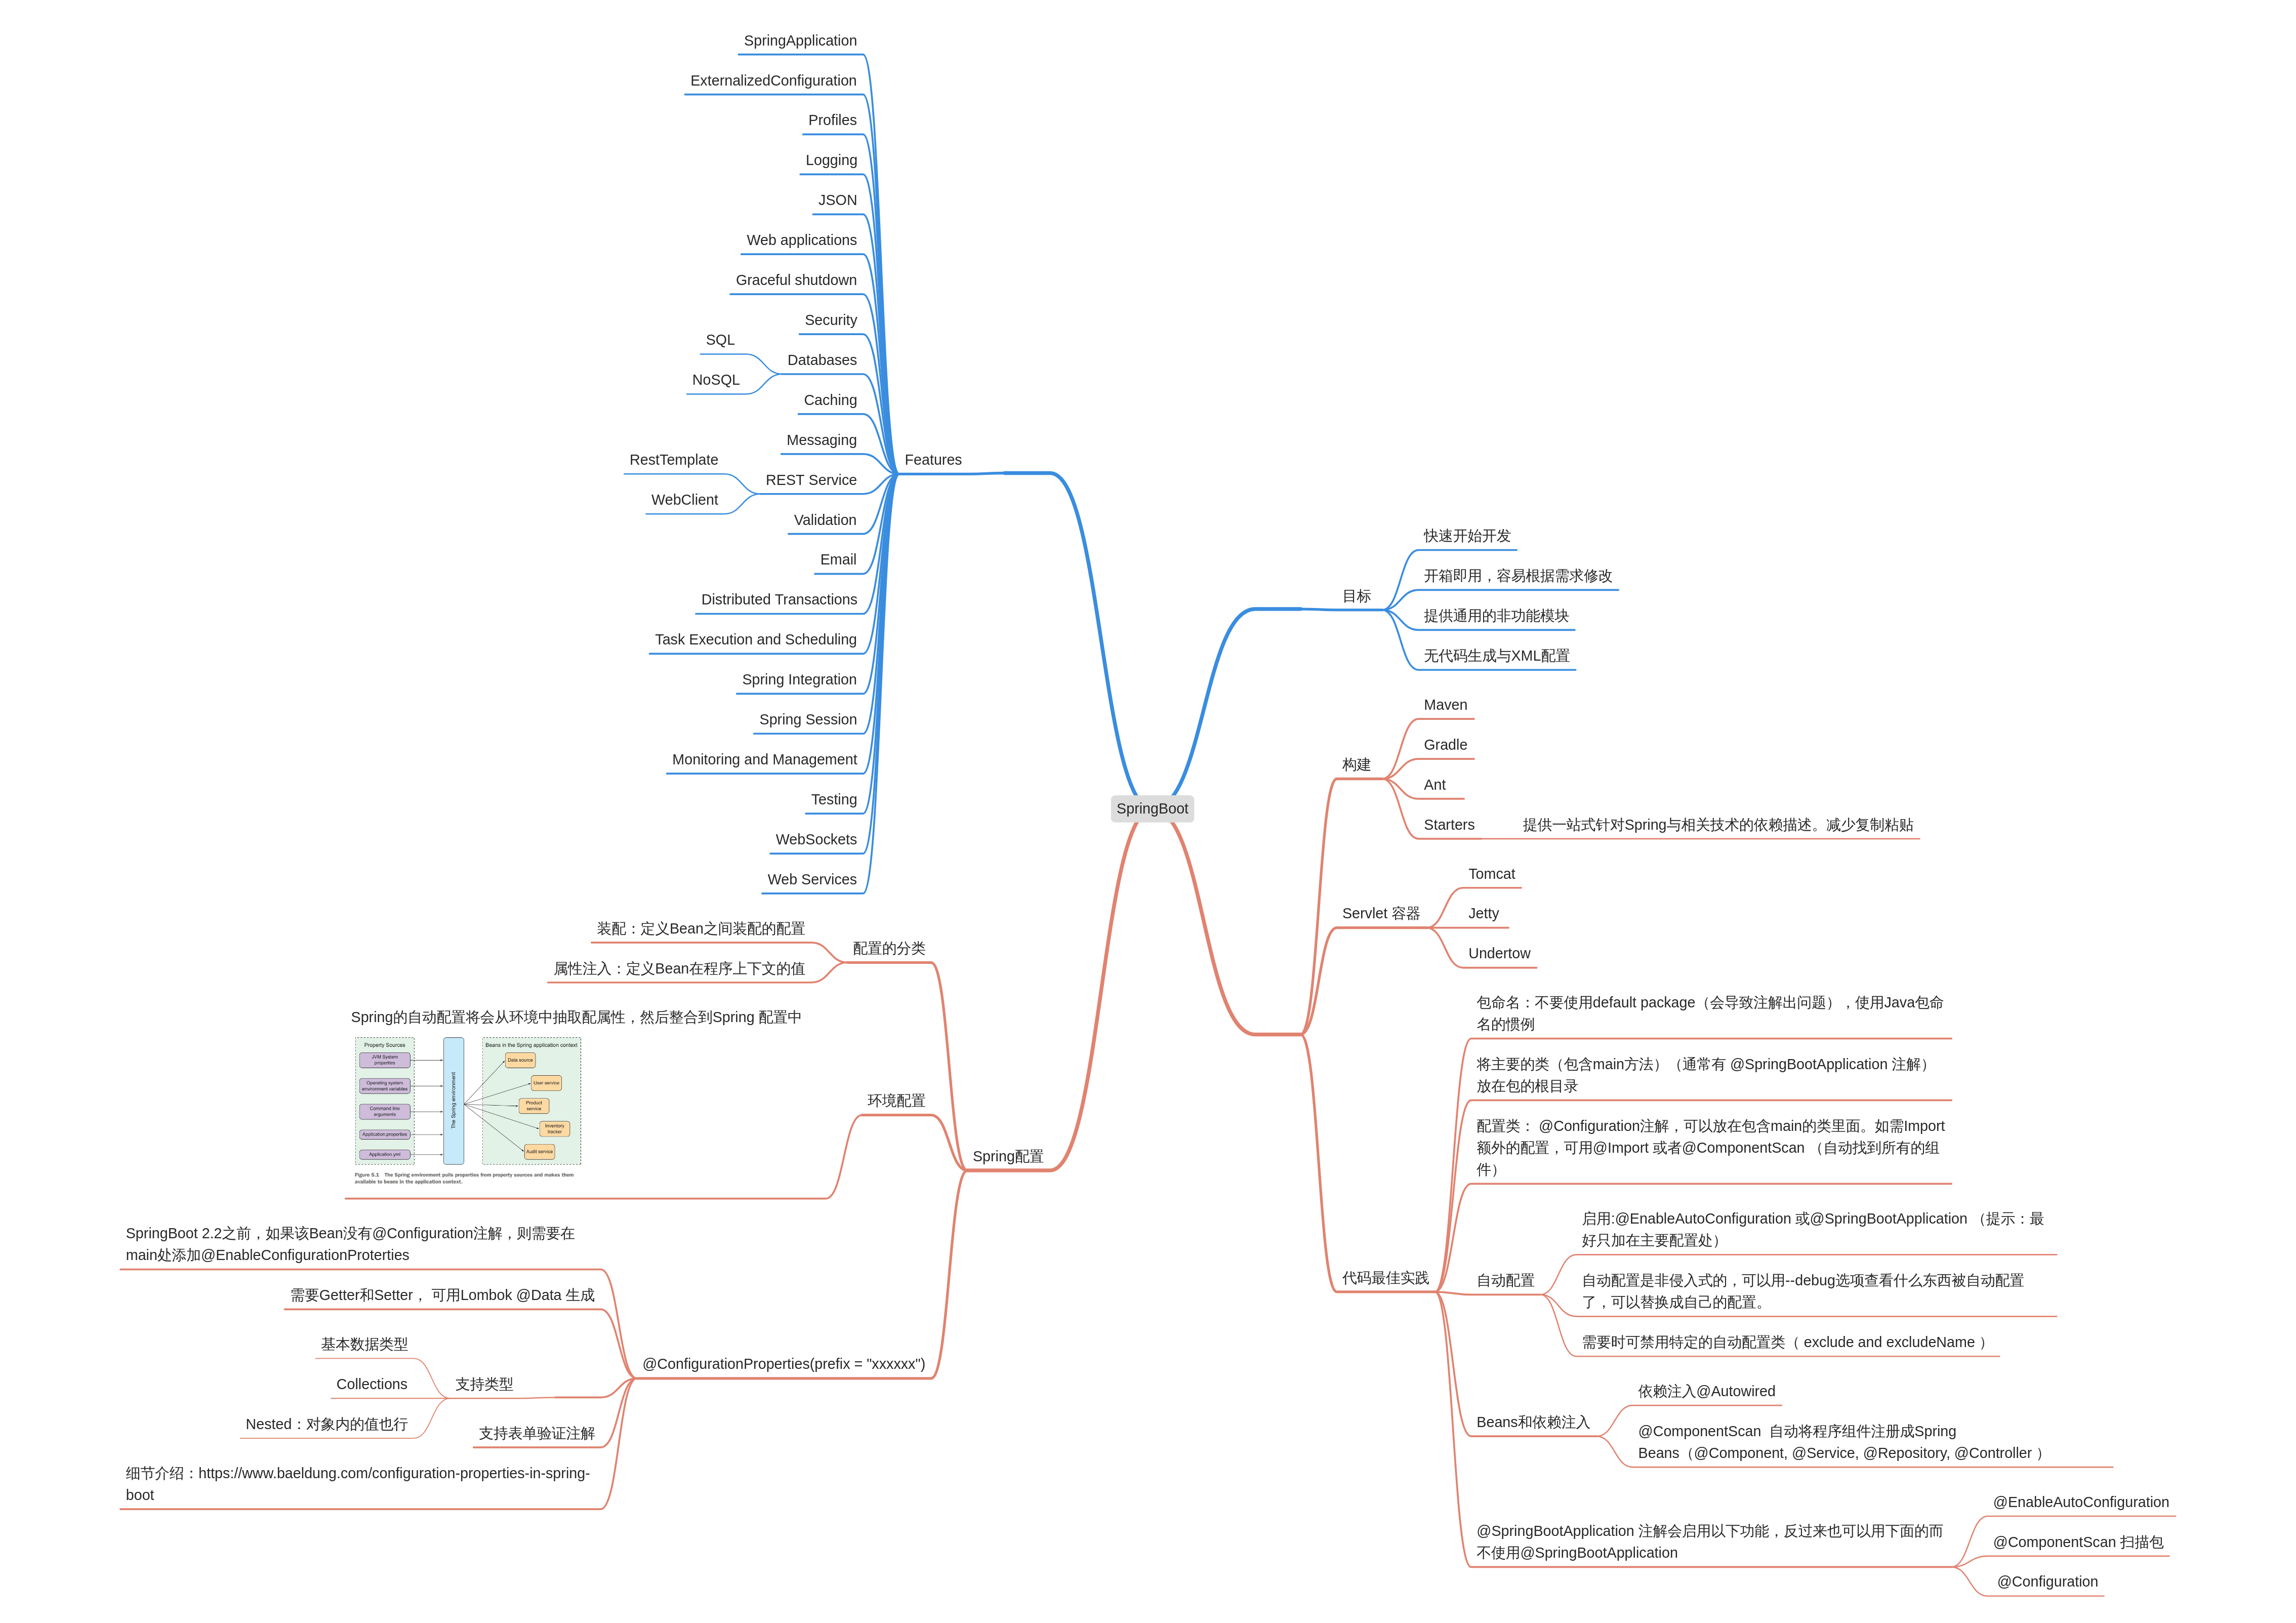 SpringApplication
ExternalizedConfiguration
Profiles
Logging
JSON
Web applications
Graceful shutdown
Security
SQL
NoSQL
Databases
Caching
Messaging
RestTemplate
WebClient
REST Service
Validation
Email
Distributed Transactions
Task Execution and Scheduling
Spring Integration
Spring Session
Monitoring and Management
Testing
WebSockets
Web Services
Features
装配：定义Bean之间装配的配置
属性注入：定义Bean在程序上下文的值
配置的分类
Spring的自动配置将会从环境中抽取配属性，然后整合到Spring 配置中
Property Sources
JVM System
properties
Operating system
environment variables
Command line
arguments
Application.properties
Application.yml
The Spring environment
Beans in the Spring application context
Data source
User service
Product
service
Inventory
tracker
Audit service
Figure 5.1 The Spring environment pulls properties from property sources and makes them
available to beans in the application context.
环境配置
Spring配置
SpringBoot 2.2之前，如果该Bean没有@Configuration注解，则需要在
main处添加@EnableConfigurationProterties
需要Getter和Setter， 可用Lombok @Data 生成
基本数据类型
Collections
Nested：对象内的值也行
支持类型
支持表单验证注解
细节介绍：https://www.baeldung.com/configuration-properties-in-spring-
boot
@ConfigurationProperties(prefix = "xxxxxx")
SpringBoot
目标
快速开始开发
开箱即用，容易根据需求修改
提供通用的非功能模块
无代码生成与XML配置
构建
Maven
Gradle
Ant
Starters
提供一站式针对Spring与相关技术的依赖描述。减少复制粘贴
Servlet 容器
Tomcat
Jetty
Undertow
代码最佳实践
包命名：不要使用default package（会导致注解出问题），使用Java包命
名的惯例
将主要的类（包含main方法）（通常有 @SpringBootApplication 注解）
放在包的根目录
配置类： @Configuration注解，可以放在包含main的类里面。如需Import
额外的配置，可用@Import 或者@ComponentScan （自动找到所有的组
件）
自动配置
启用:@EnableAutoConfiguration 或@SpringBootApplication （提示：最
好只加在主要配置处）
自动配置是非侵入式的，可以用--debug选项查看什么东西被自动配置
了，可以替换成自己的配置。
需要时可禁用特定的自动配置类（ exclude and excludeName ）
Beans和依赖注入
依赖注入@Autowired
@ComponentScan 自动将程序组件注册成Spring
Beans（@Component, @Service, @Repository, @Controller ）
@SpringBootApplication 注解会启用以下功能，反过来也可以用下面的而
不使用@SpringBootApplication
@EnableAutoConfiguration
@ComponentScan 扫描包
@Configuration